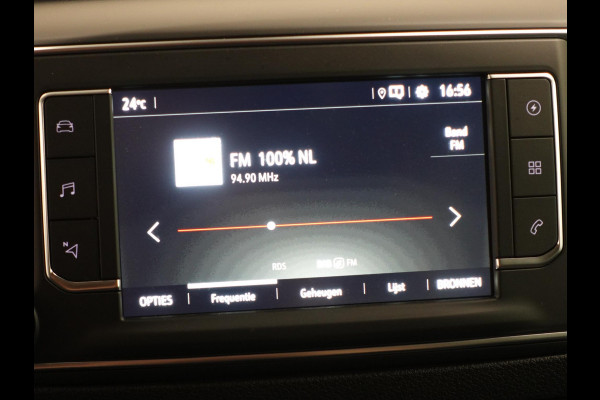 24°C 16:56
Band
FM
FM 100% NL
94.90 MHz
N
RDS FM
OPTIES Frequentie Geheugen Lijst BRONNEN